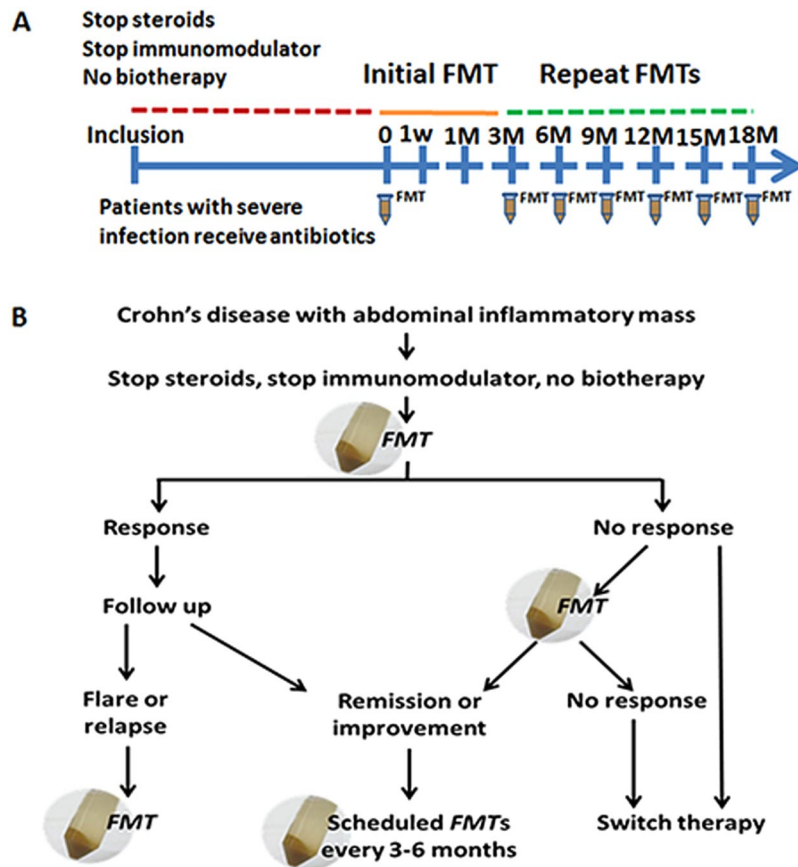 A
Stop steroids
Stop immunomodulator
No biotherapy
Initial FMT
Repeat FMTs
Inclusion
0 1w 1M 3M 6M 9M 12M 15M 18M
FMT FMT FMT FMT FMT FMT FMT
Patients with severe
infection receive antibiotics
B
Crohn's disease with abdominal inflammatory mass
Stop steroids, stop immunomodulator, no biotherapy
FMT
Response
No response
Follow up
FMT
Flare or
relapse
Remission or
improvement
No response
FMT
Scheduled FMTs
every 3-6 months
Switch therapy